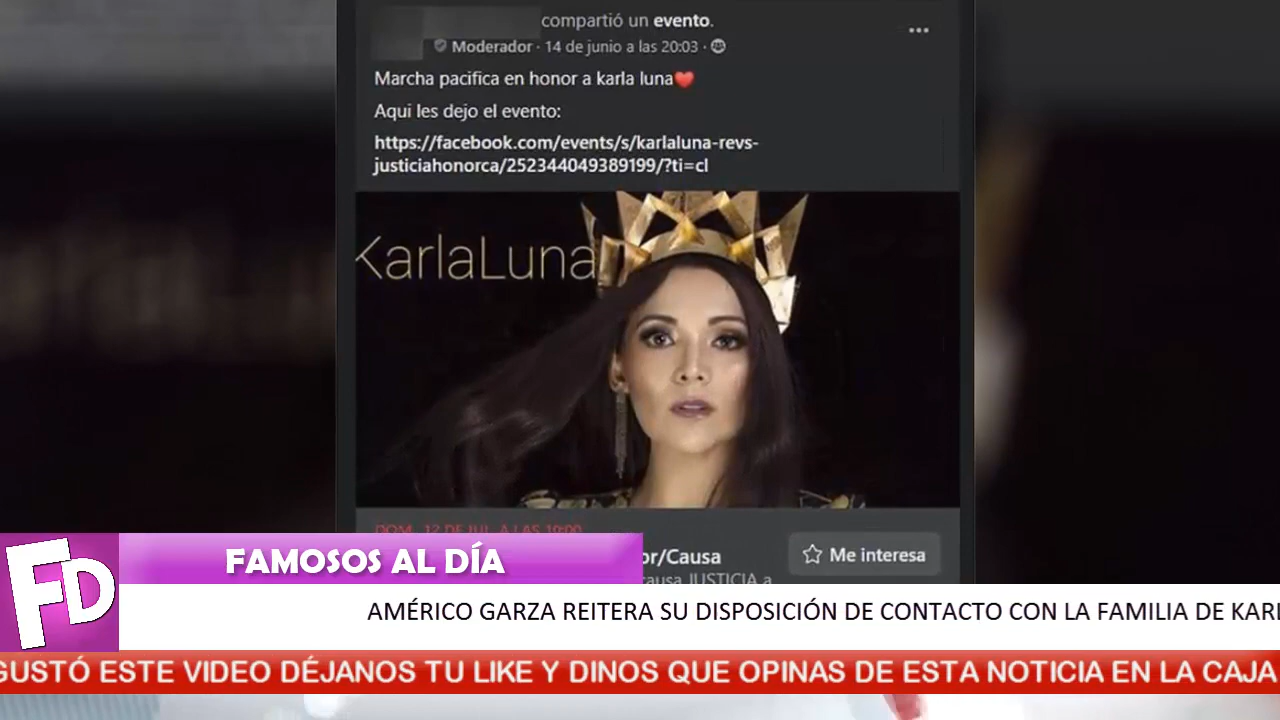 compartió un evento.
Moderador · 14 de junio a las 20:03 ·
Marcha pacifica en honor a karla luna❤️
Aqui les dejo el evento:
https://facebook.com/events/s/karlaluna-revs-
justiciahonorca/252344049389199/?ti=cl
KarlaLuna
DOM., 12 DE JUL. A LAS 10:00
or/Causa
Me interesa
causa JUSTICIA a
FAMOSOS AL DÍA
FD
AMÉRICO GARZA REITERA SU DISPOSICIÓN DE CONTACTO CON LA FAMILIA DE KARL
GUSTÓ ESTE VIDEO DÉJANOS TU LIKE Y DINOS QUE OPINAS DE ESTA NOTICIA EN LA CAJA